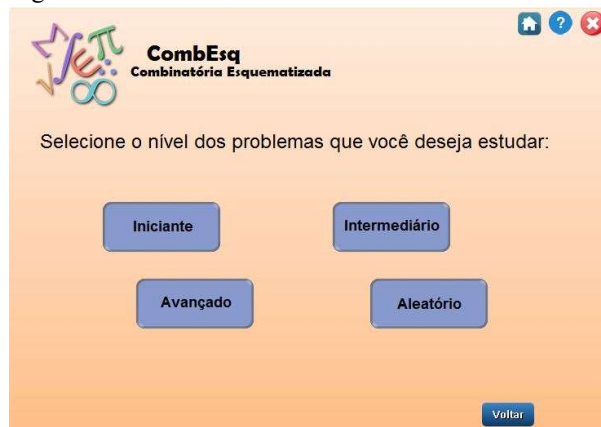 CombEsq
Combinatória Esquematizada
Selecione o nível dos problemas que você deseja estudar:
Iniciante
Intermediário
Avançado
Aleatório
Voltar